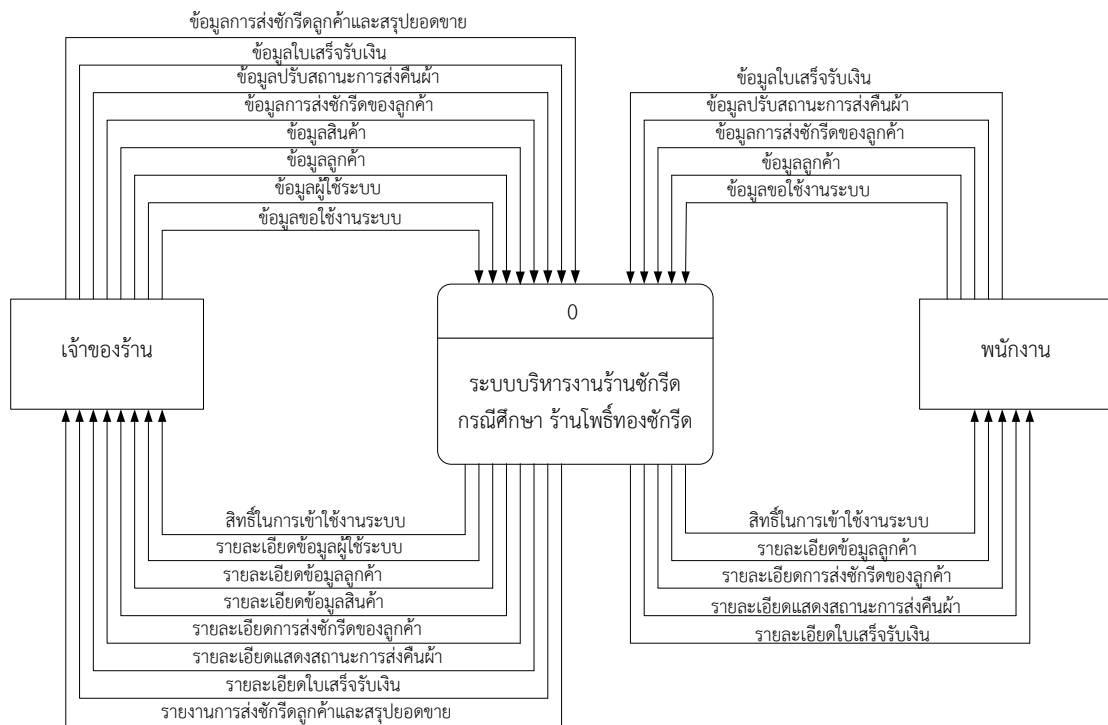 ข้อมูลการส่งซักรีดลูกค้าและสรุปยอดขาย
ข้อมูลใบเสร็จรับเงิน
ข้อมูลปรับสถานะการส่งคืนผ้า
ข้อมูลการส่งซักรีดของลูกค้า
ข้อมูลสินค้า
ข้อมูลลูกค้า
ข้อมูลผู้ใช้ระบบ
ข้อมูลขอใช้งานระบบ
ข้อมูลใบเสร็จรับเงิน
ข้อมูลปรับสถานะการส่งคืนผ้า
ข้อมูลการส่งซักรีดของลูกค้า
ข้อมูลลูกค้า
ข้อมูลขอใช้งานระบบ
เจ้าของร้าน
0
ระบบบริหารงานร้านซักรีด
กรณีศึกษา ร้านโพธิ์ทองซักรีด
พนักงาน
สิทธิ์ในการเข้าใช้งานระบบ
รายละเอียดข้อมูลผู้ใช้ระบบ
รายละเอียดข้อมูลลูกค้า
รายละเอียดข้อมูลสินค้า
รายละเอียดการส่งซักรีดของลูกค้า
รายละเอียดแสดงสถานะการส่งคืนผ้า
รายละเอียดใบเสร็จรับเงิน
รายงานการส่งซักรีดลูกค้าและสรุปยอดขาย
สิทธิ์ในการเข้าใช้งานระบบ
รายละเอียดข้อมูลลูกค้า
รายละเอียดการส่งซักรีดของลูกค้า
รายละเอียดแสดงสถานะการส่งคืนผ้า
รายละเอียดใบเสร็จรับเงิน